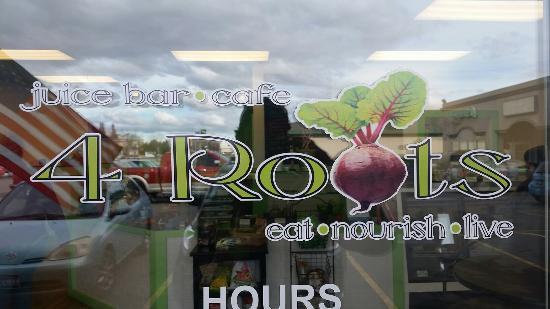 juice bar • cafe
4 Roots
eat • nourish • live
HOURS